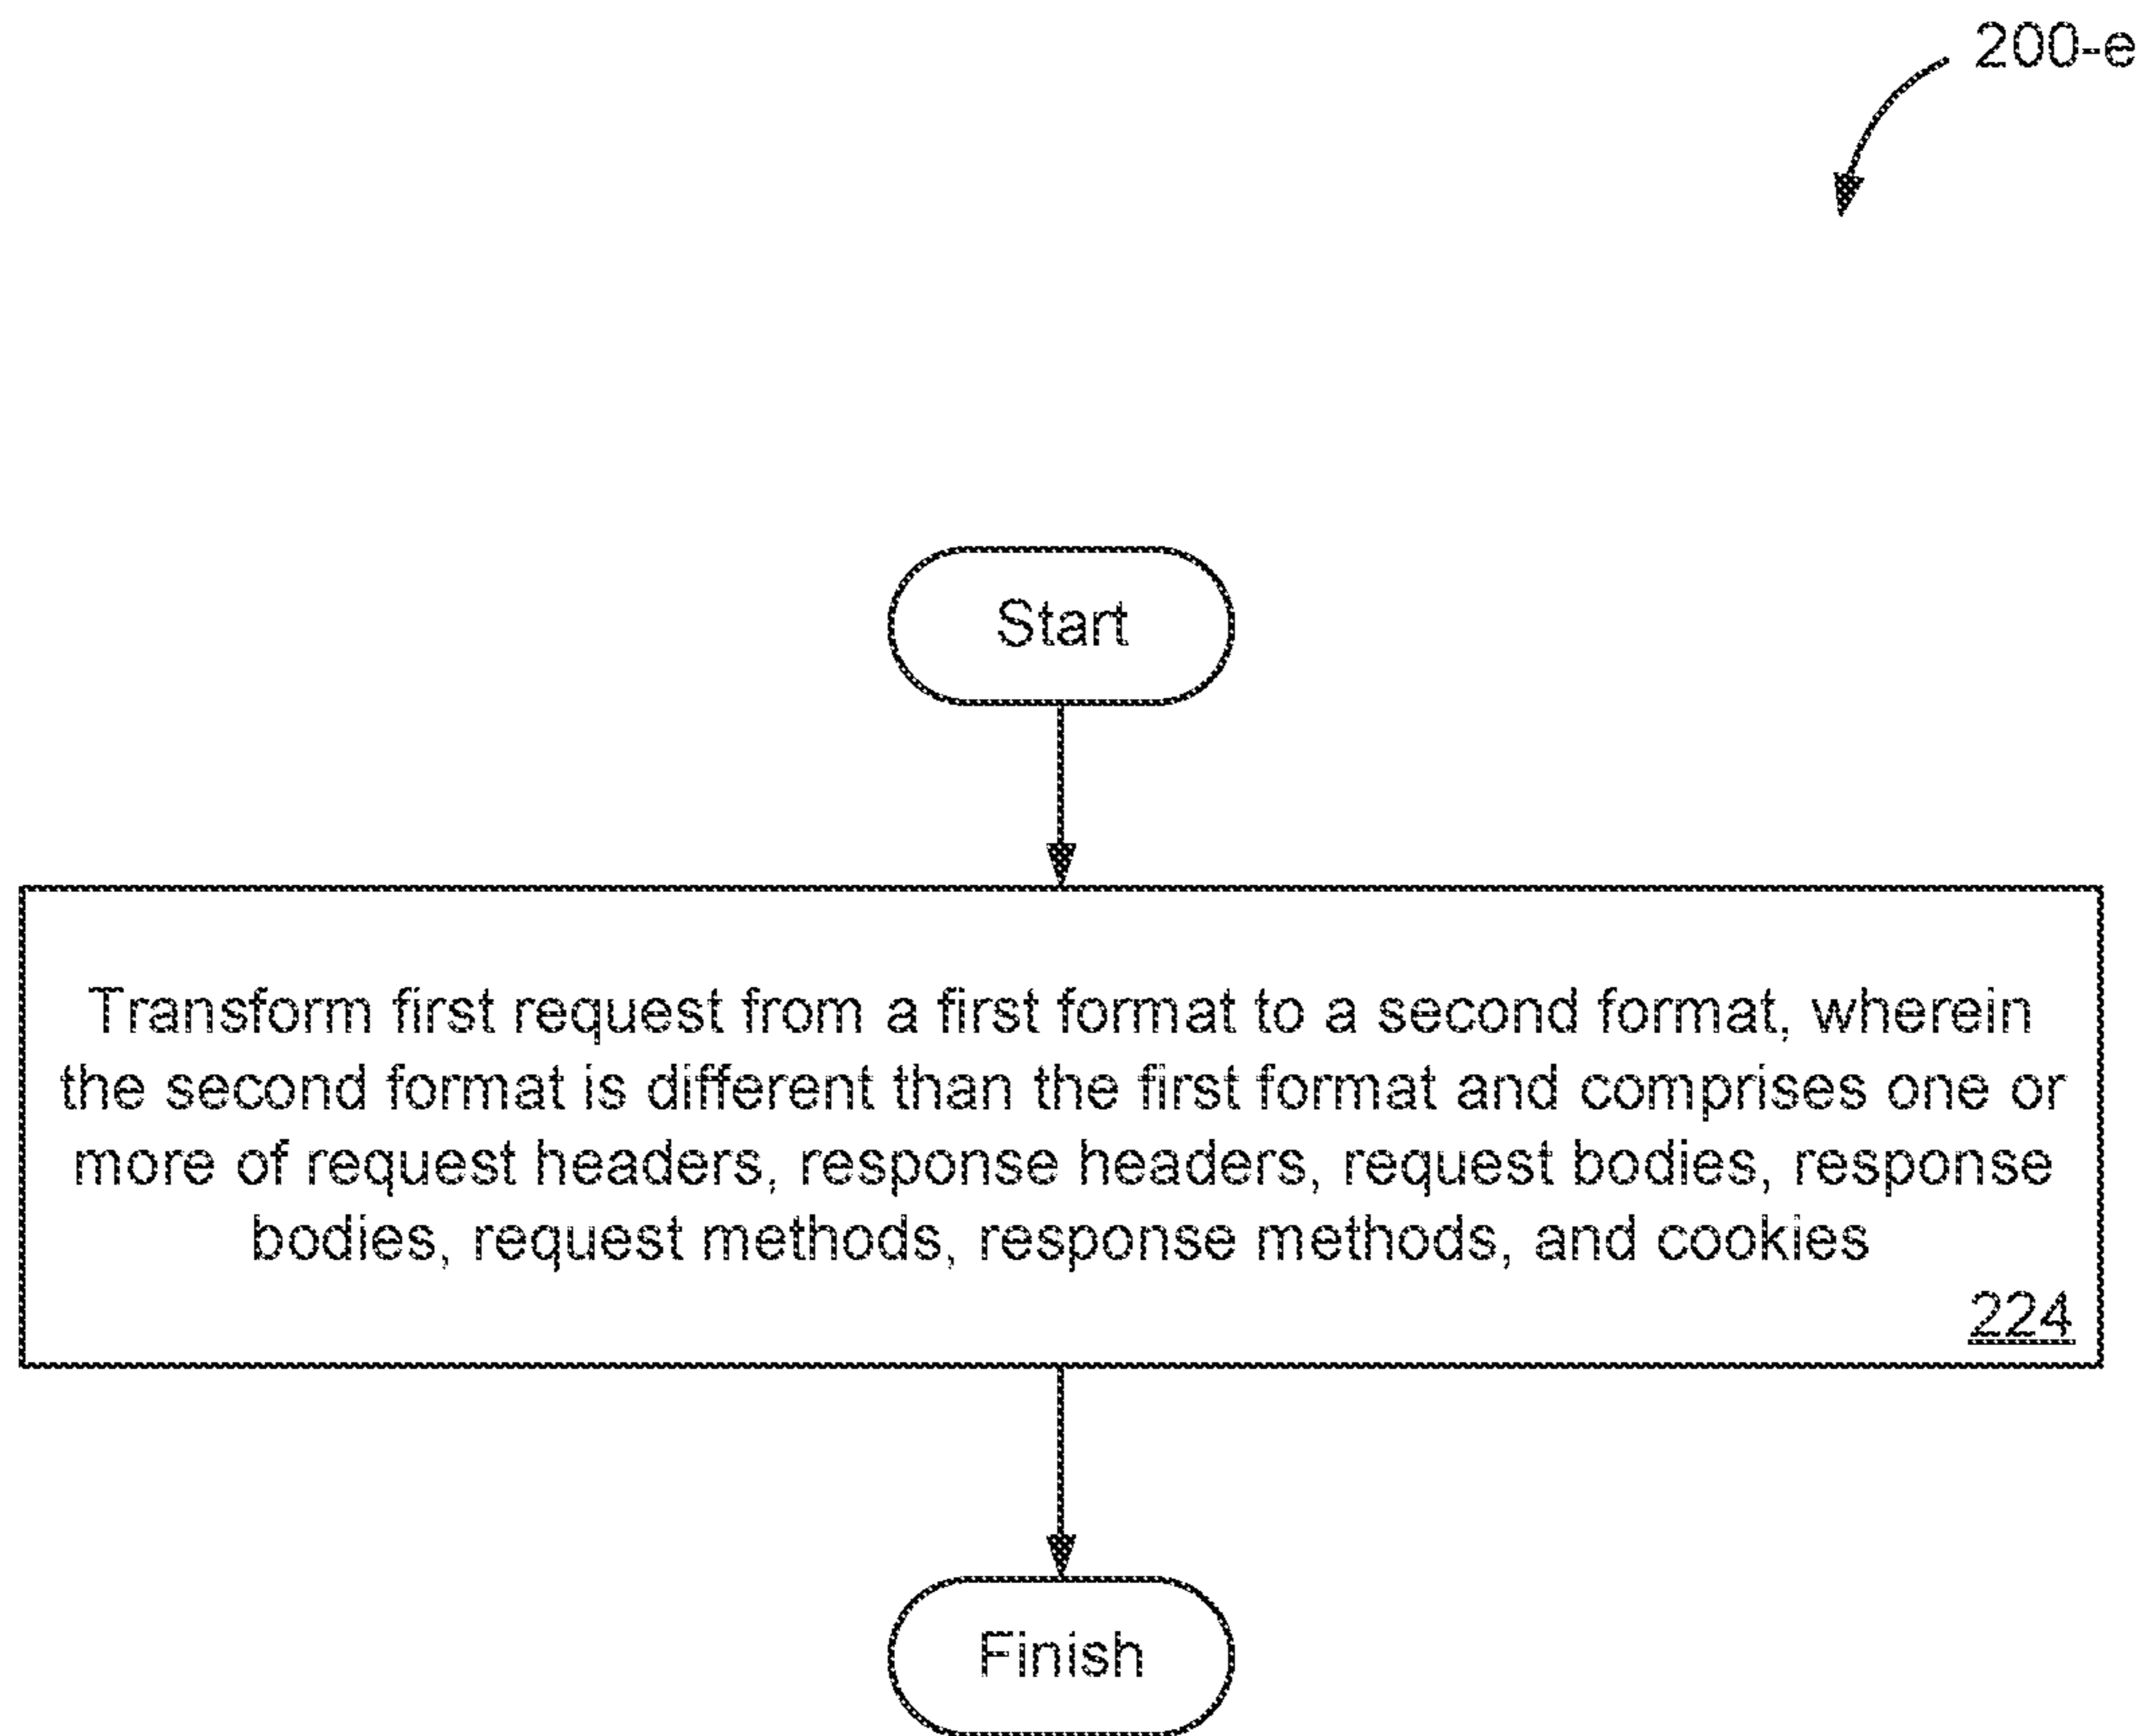 200-e
Start
Transform first request from a first format to a second format, wherein
the second format is different than the first format and comprises one or
more of request headers, response headers, request bodies, response
bodies, request methods, response methods, and cookies
224
Finish